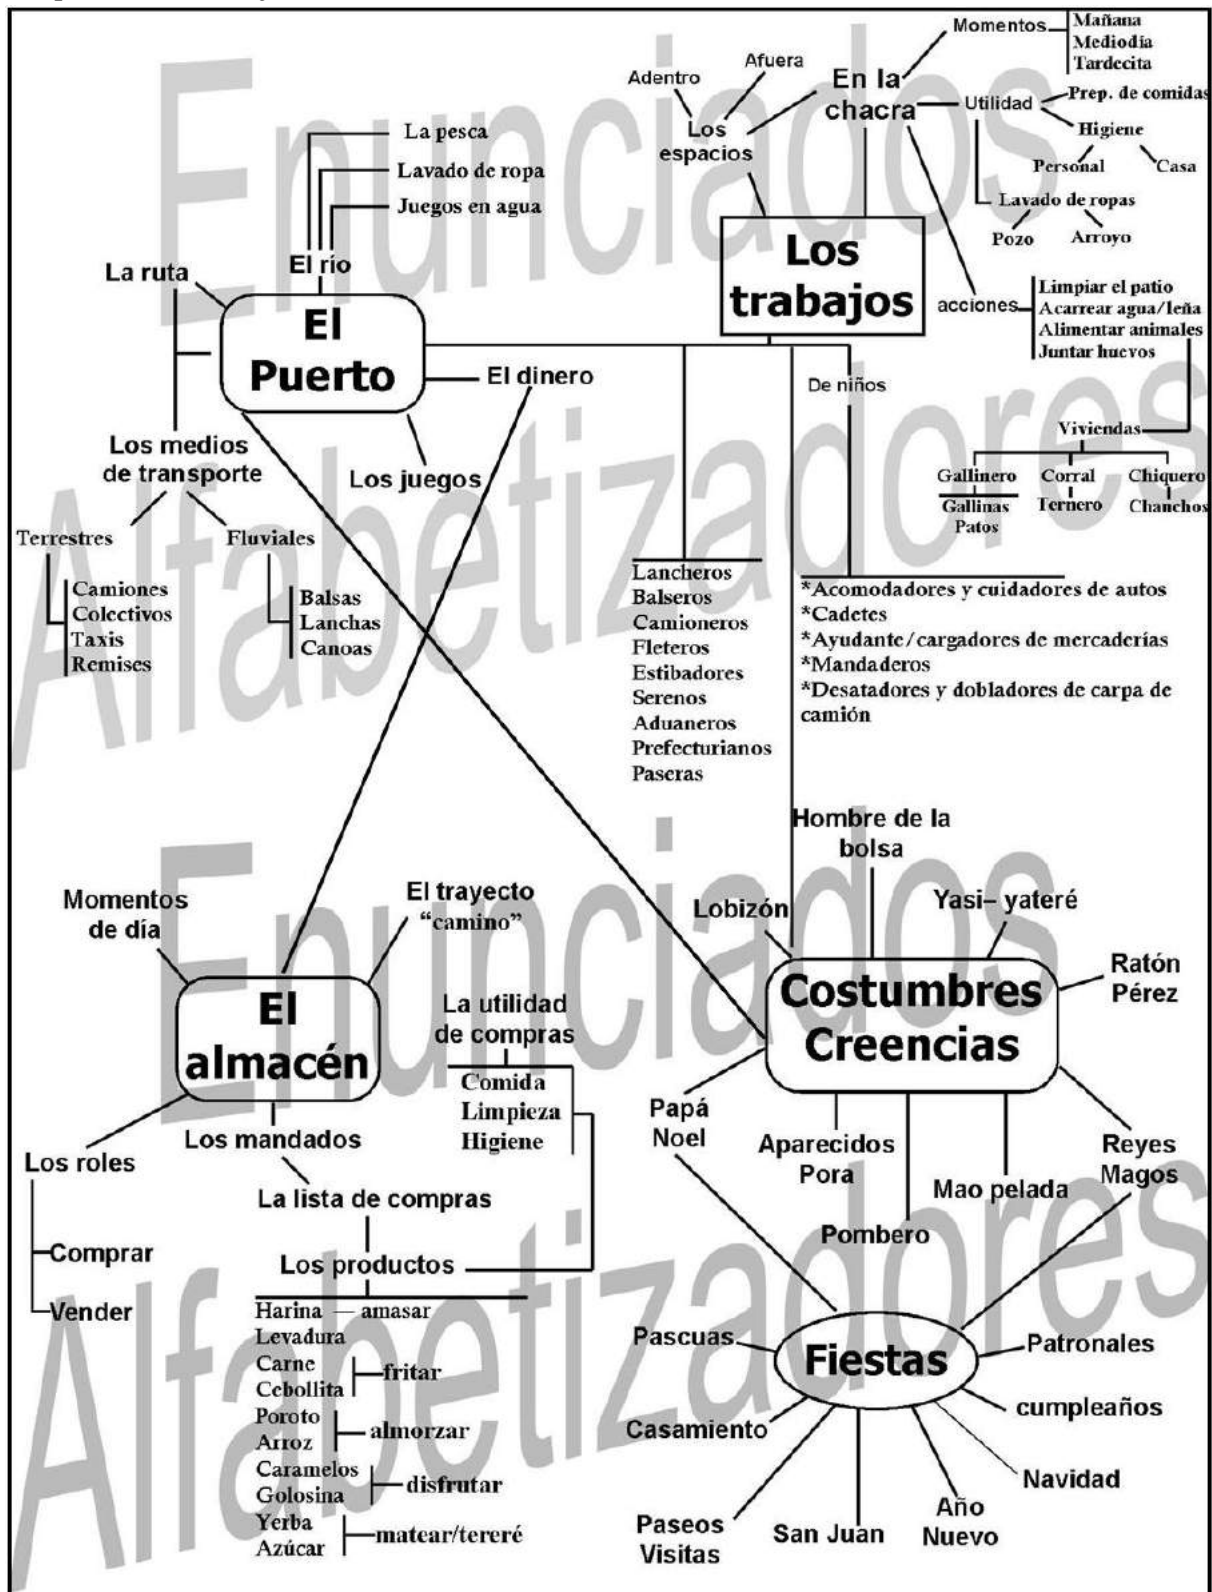 Enunciados
Alfabetizadores
Enunciados
Alfabetizadores
La pesca
Lavado de ropa
Juegos en agua
La ruta
El río
El
Puerto
El dinero
Los juegos
Los medios
de transporte
Terrestres
Camiones
Colectivos
Taxis
Remises
Fluviales
Balsas
Lanchas
Canoas
Adentro
Afuera
Los
espacios
En la
chacra
Momentos
Mañana
Mediodía
Tardecita
Utilidad
Prep. de comidas
Higiene
Personal
Casa
Lavado de ropas
Pozo
Arroyo
Los
trabajos
acciones
Limpiar el patio
Acarrear agua/leña
Alimentar animales
Juntar huevos
De niños
Viviendas
Gallinero
Corral
Chiquero
Gallinas
Patos
Ternero
Chanchos
Lancheros
Balseros
Camioneros
Fleteros
Estibadores
Serenos
Aduaneros
Prefecturianos
Paseras
*Acomodadores y cuidadores de autos
*Cadetes
*Ayudante/cargadores de mercaderías
*Mandaderos
*Desatadores y dobladores de carpa de
camión
Momentos
de día
El trayecto
“camino”
El
almacén
La utilidad
de compras
Comida
Limpieza
Higiene
Los roles
Comprar
Vender
Los mandados
La lista de compras
Los productos
Harina — amasar
Levadura
Carne
Cebollita
fritar
Poroto
Arroz
almorzar
Caramelos
Golosina
disfrutar
Yerba
Azúcar
matear/tereré
Hombre de la
bolsa
Lobizón
Yasi– yateré
Ratón
Pérez
Costumbres
Creencias
Papá
Noel
Aparecidos
Pora
Pombero
Mao pelada
Reyes
Magos
Fiestas
Pascuas
Patronales
Casamiento
cumpleaños
Navidad
Paseos
Visitas
San Juan
Año
Nuevo